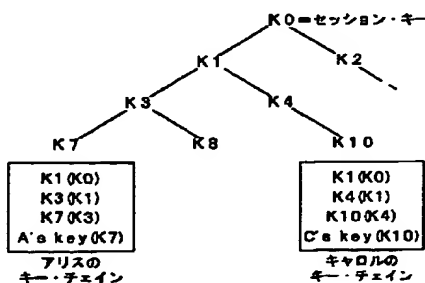 K0＝セッション・キー
K1
K2
K3
K4
K7
K8
K10
K1(K0)
K3(K1)
K7(K3)
A's key(K7)
アリスの
キー・チェイン
K1(K0)
K4(K1)
K10(K4)
C's key(K10)
キャロルの
キー・チェイン